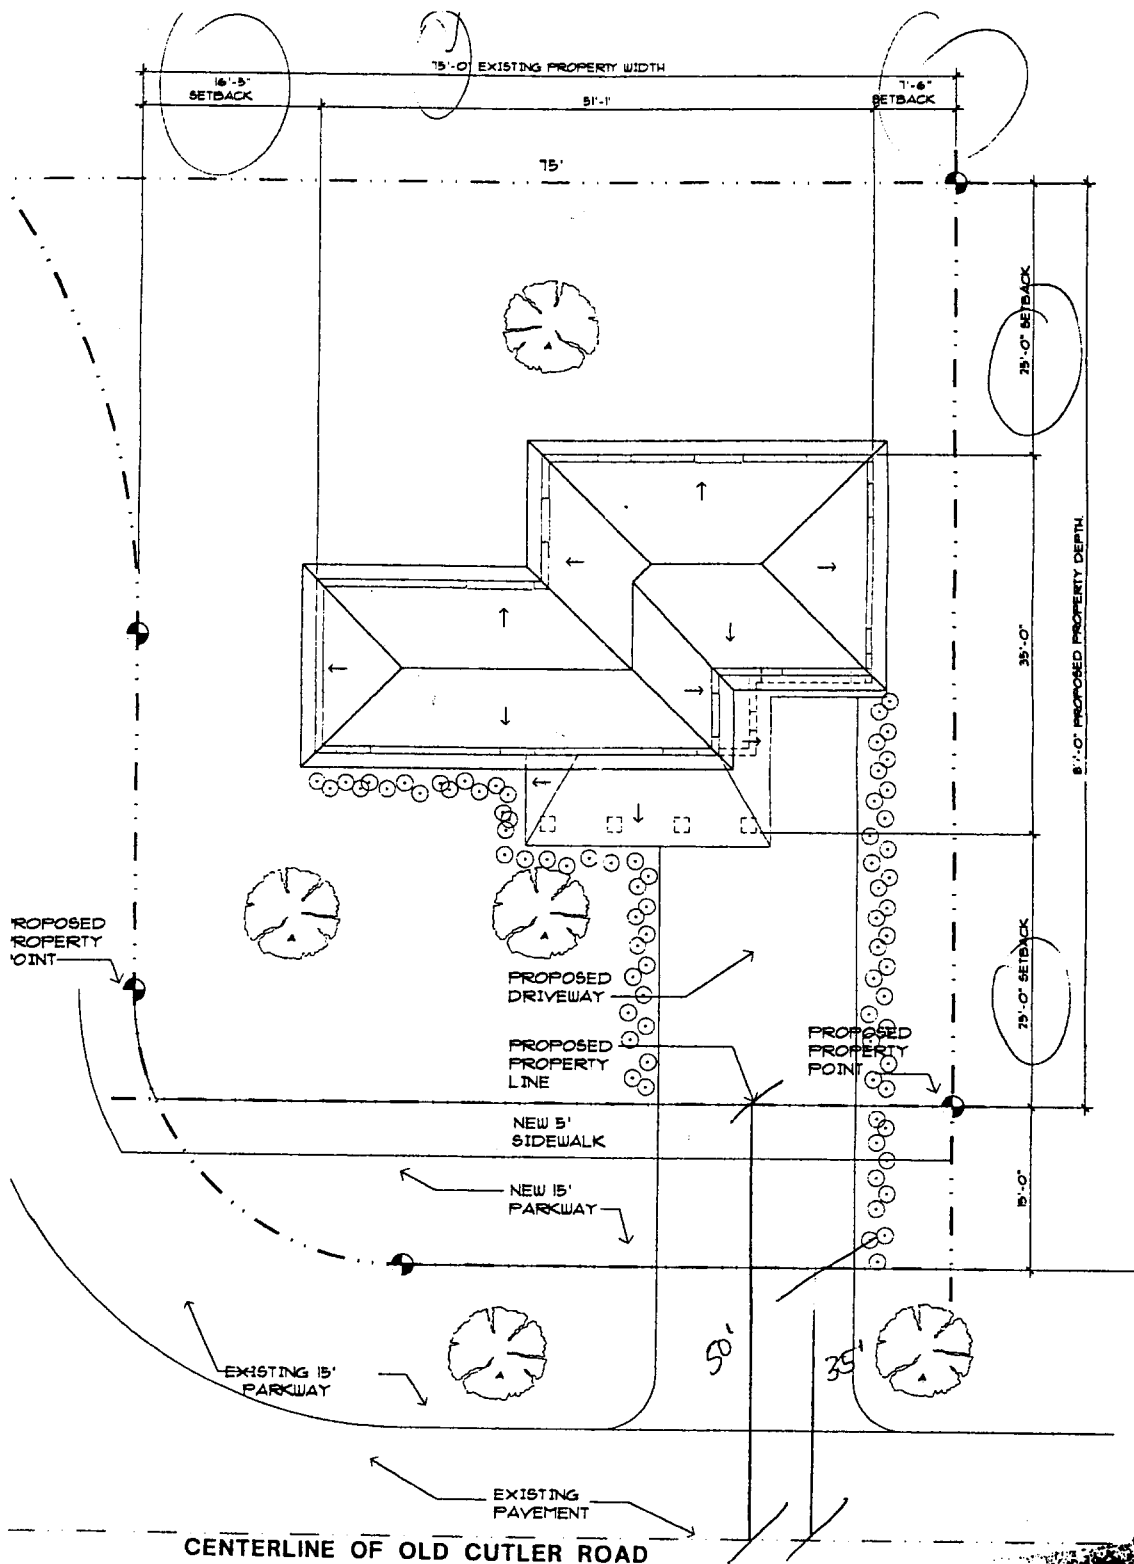 75'-0" EXISTING PROPERTY WIDTH
16'-5"
SETBACK
51'-1"
7'-6"
SETBACK
75'
25'-0" SETBACK
35'-0"
PROPOSED PROPERTY DEPTH
25'-0" SETBACK
15'-0"
ROPOSED
ROPERTY
OINT
PROPOSED
DRIVEWAY
PROPOSED
PROPERTY
LINE
PROPOSED
PROPERTY
POINT
NEW 5'
SIDEWALK
NEW 15'
PARKWAY
50'
35'
EXISTING 15'
PARKWAY
EXISTING
PAVEMENT
CENTERLINE OF OLD CUTLER ROAD